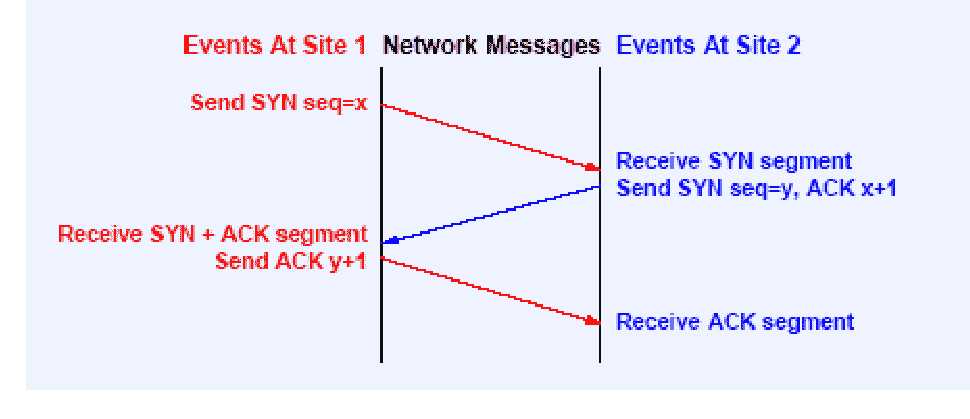 Events At Site 1 Network Messages Events At Site 2
Send SYN seq=x
Receive SYN segment
Send SYN seq=y, ACK x+1
Receive SYN + ACK segment
Send ACK y+1
Receive ACK segment